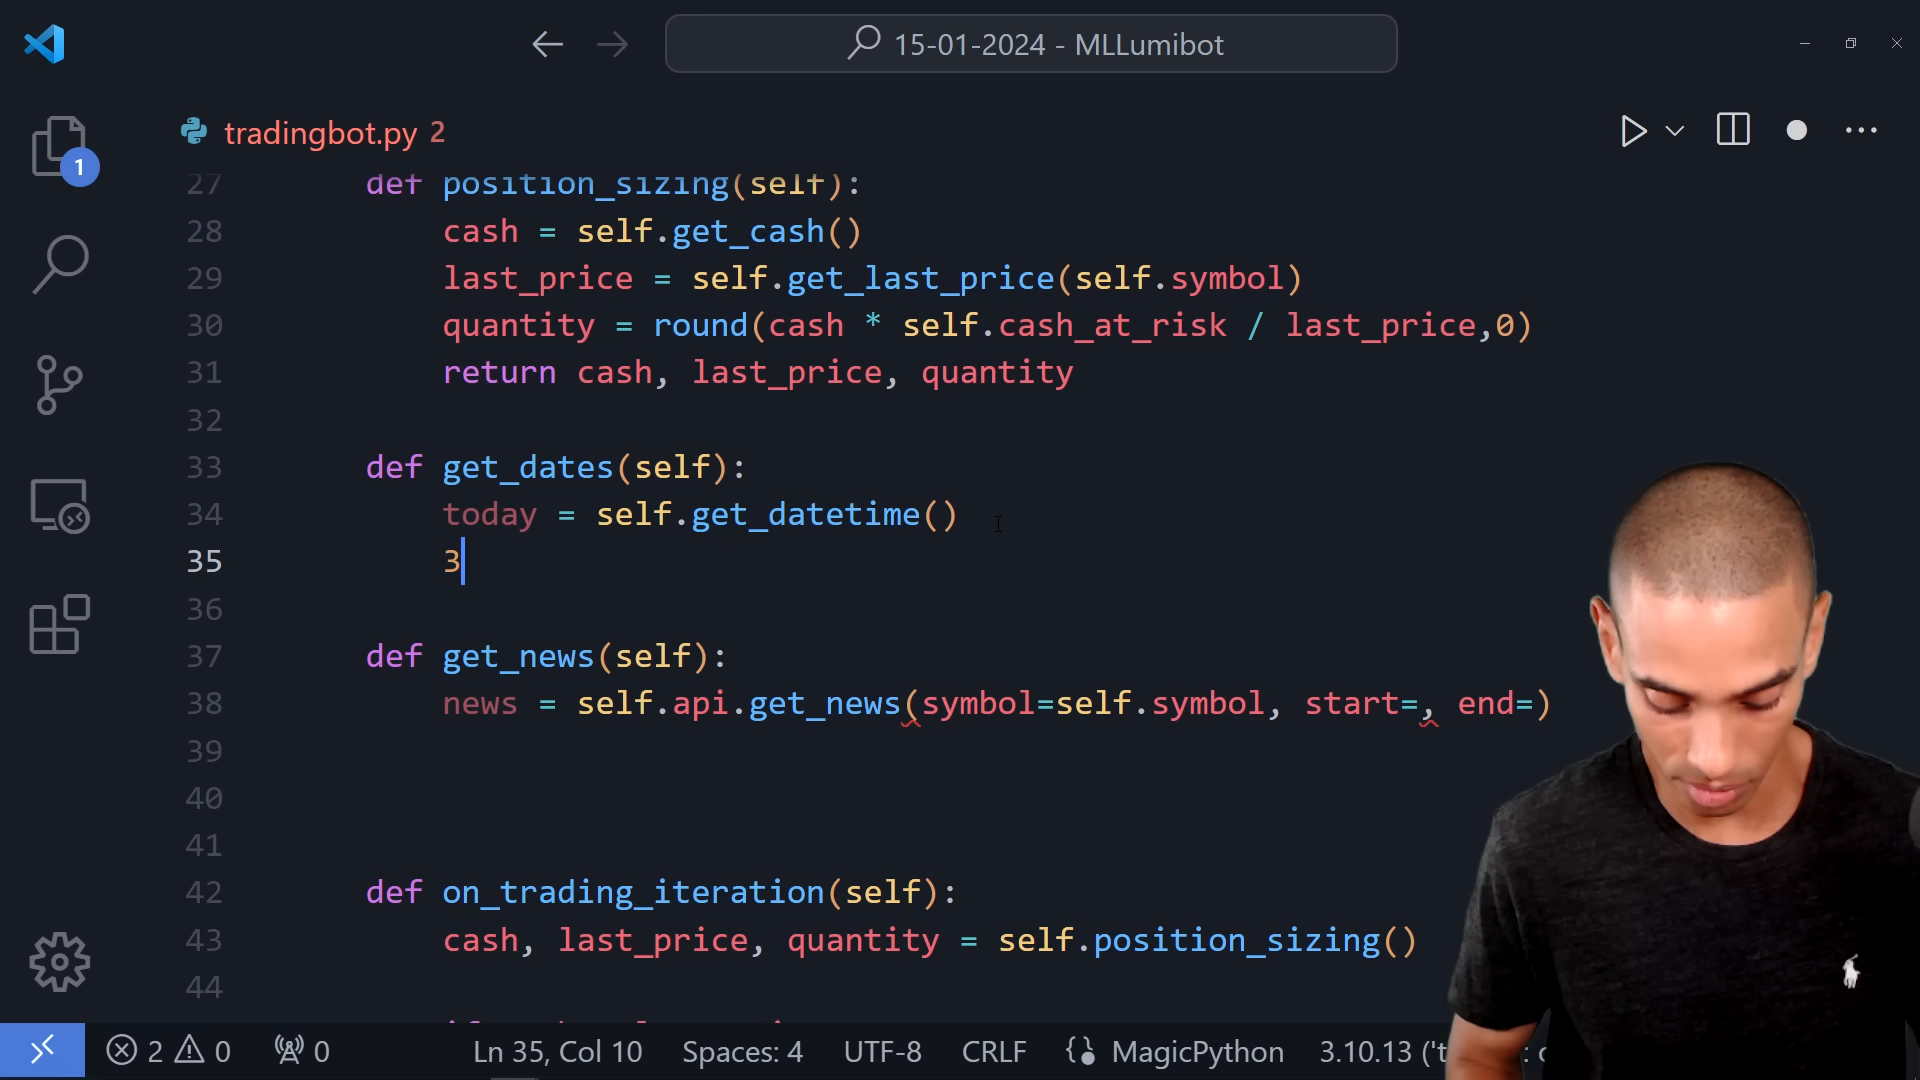 15-01-2024 - MLLumibot
tradingbot.py 2
1
27 def position_sizing(self):
28 cash = self.get_cash()
29 last_price = self.get_last_price(self.symbol)
30 quantity = round(cash * self.cash_at_risk / last_price,0)
31 return cash, last_price, quantity
32
33 def get_dates(self):
34 today = self.get_datetime()
35 3
36
37 def get_news(self):
38 news = self.api.get_news(symbol=self.symbol, start=, end=)
39
40
41
42 def on_trading_iteration(self):
43 cash, last_price, quantity = self.position_sizing()
44
2 0 0 Ln 35, Col 10 Spaces: 4 UTF-8 CRLF MagicPython 3.10.13 ('t